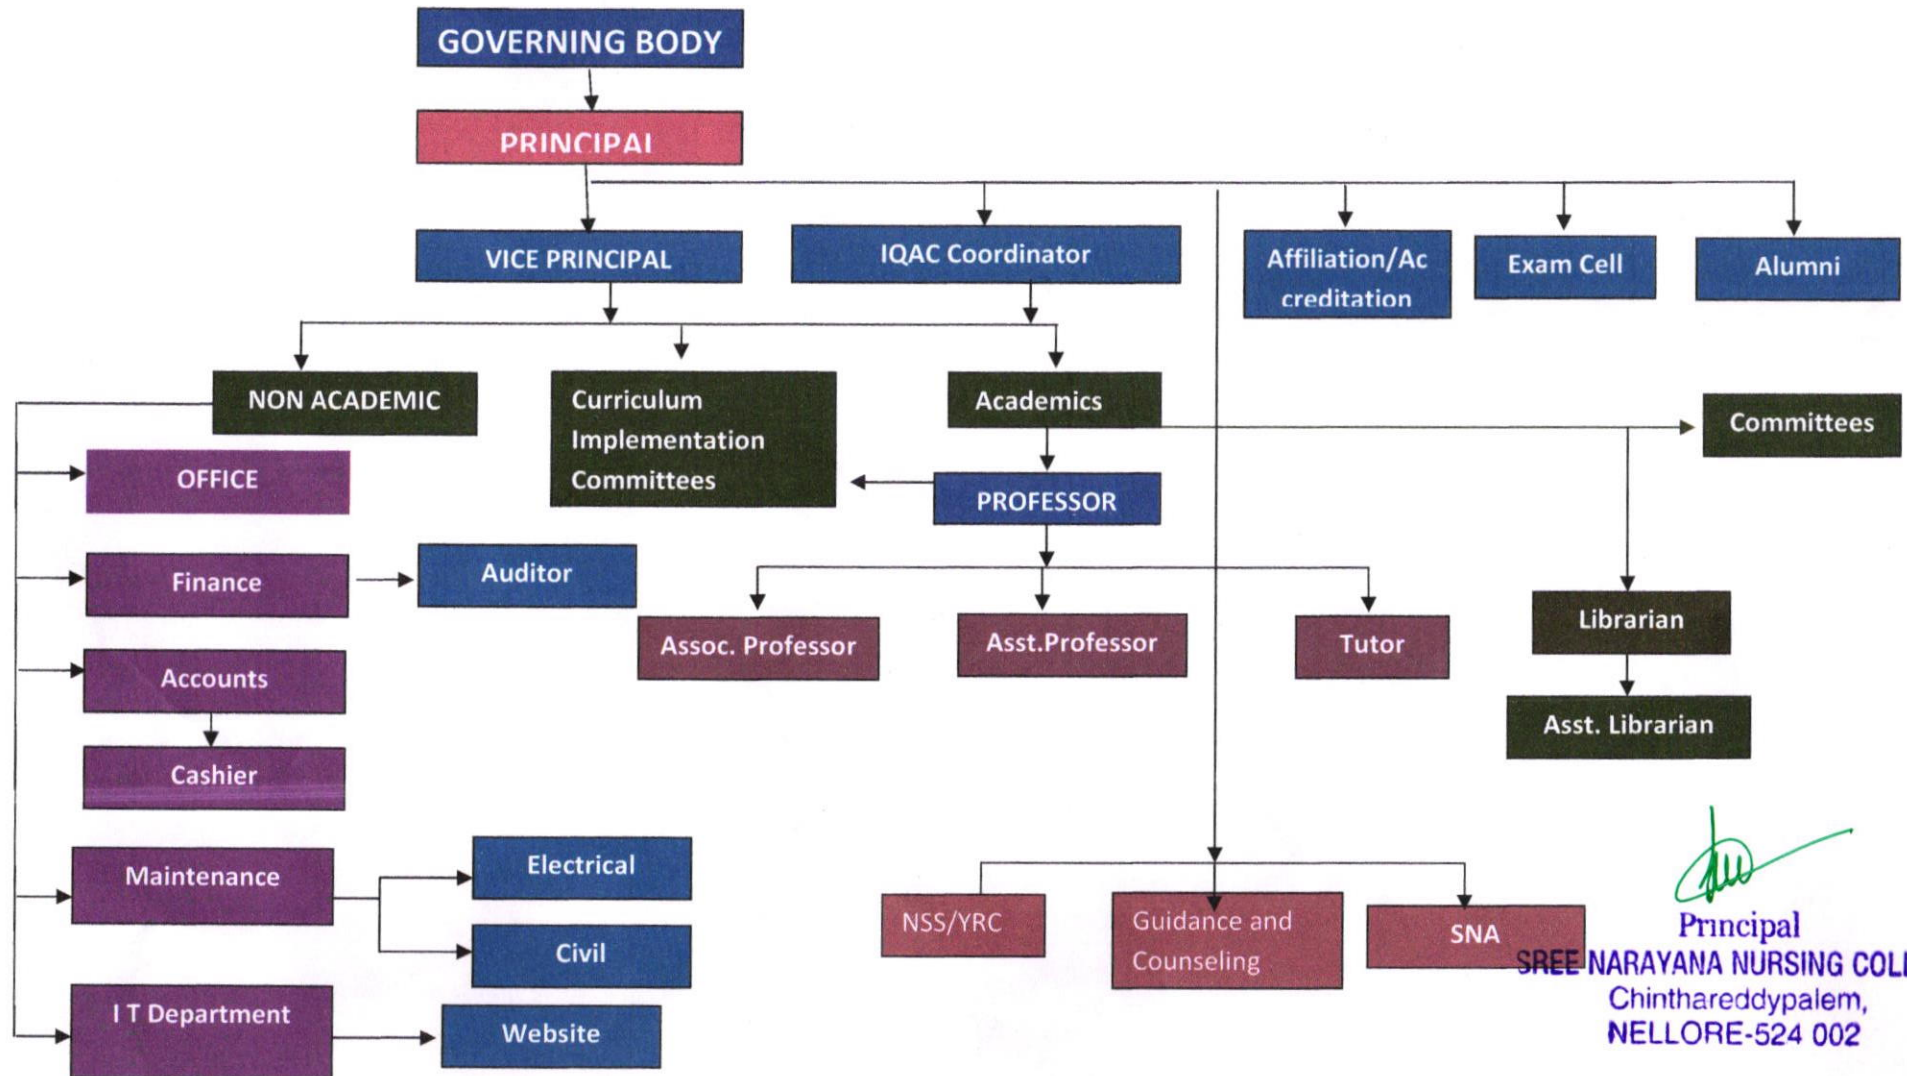 GOVERNING BODY
PRINCIPAL
VICE PRINCIPAL
IQAC Coordinator
Affiliation/Ac
creditation
Exam Cell
Alumni
NON ACADEMIC
Curriculum
Implementation
Committees
Academics
Committees
PROFESSOR
OFFICE
Finance
Auditor
Assoc. Professor
Asst.Professor
Tutor
Librarian
Asst. Librarian
Accounts
Cashier
Maintenance
Electrical
Civil
I T Department
Website
NSS/YRC
Guidance and
Counseling
SNA
Principal
SREE NARAYANA NURSING COLL
Chinthareddypalem,
NELLORE-524 002